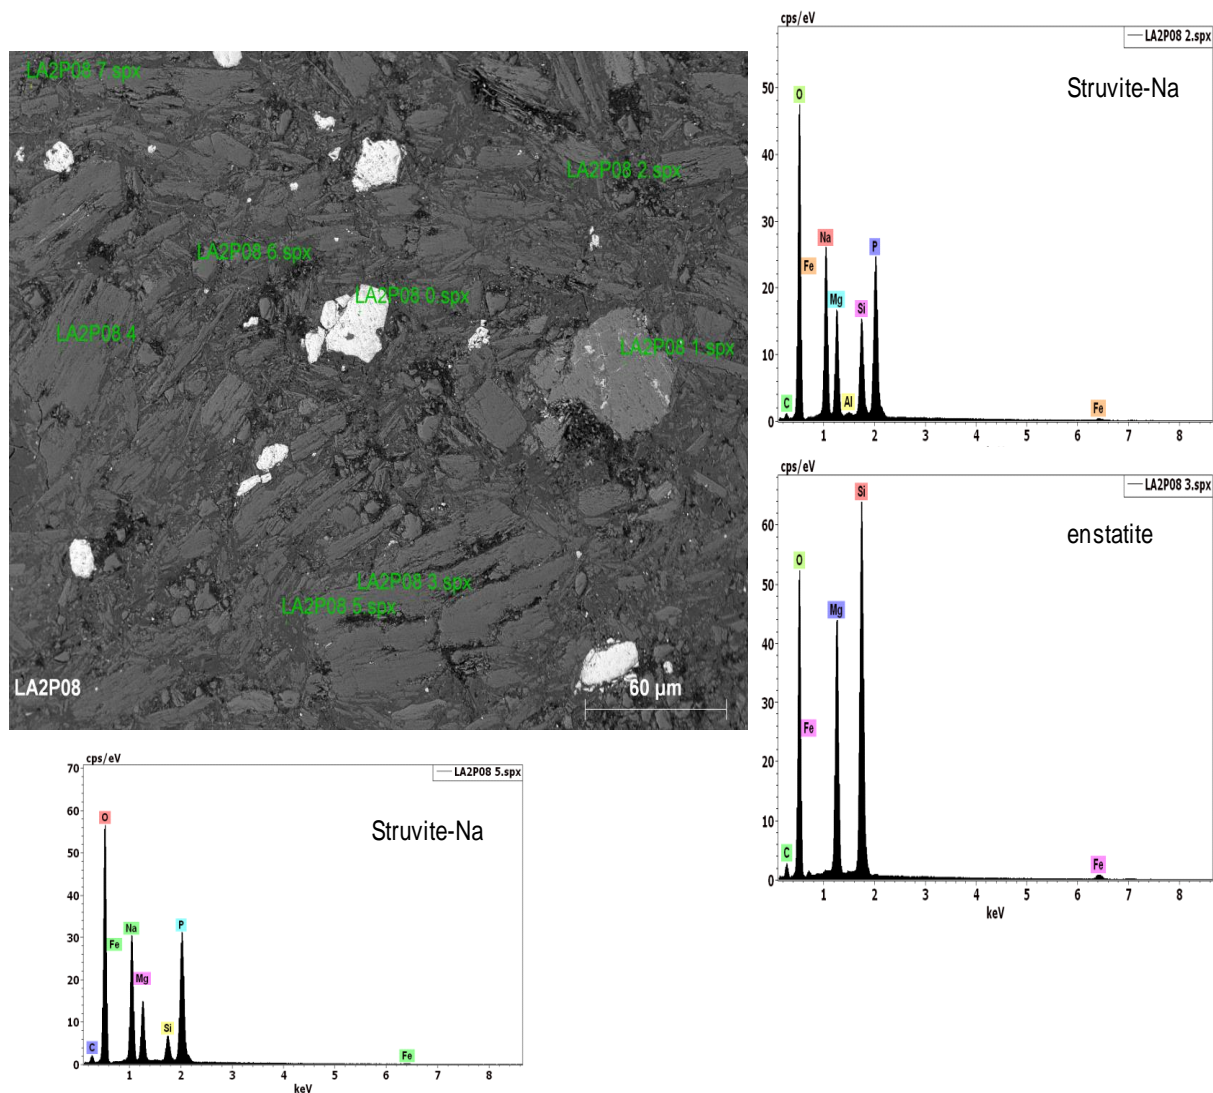 LA2P08 7.spx
LA2P08 2.spx
LA2P08 6.spx
LA2P08 0.spx
LA2P08 4
LA2P08 1.spx
LA2P08 3.spx
LA2P08 5.spx
LA2P08
60 µm
cps/eV
LA2P08 2.spx
Struvite-Na
50
40
30
20
10
0
O
Na
P
Fe
Mg
Si
Al
C
Fe
1 2 3 4 5 6 7 8
cps/eV
LA2P08 3.spx
enstatite
60
50
40
30
20
10
0
Si
O
Mg
Fe
C
Fe
1 2 3 4 5 6 7 8
keV
cps/eV
LA2P08 5.spx
Struvite-Na
70
60
50
40
30
20
10
0
O
Na
P
Fe
Mg
Si
C
Fe
1 2 3 4 5 6 7 8
keV